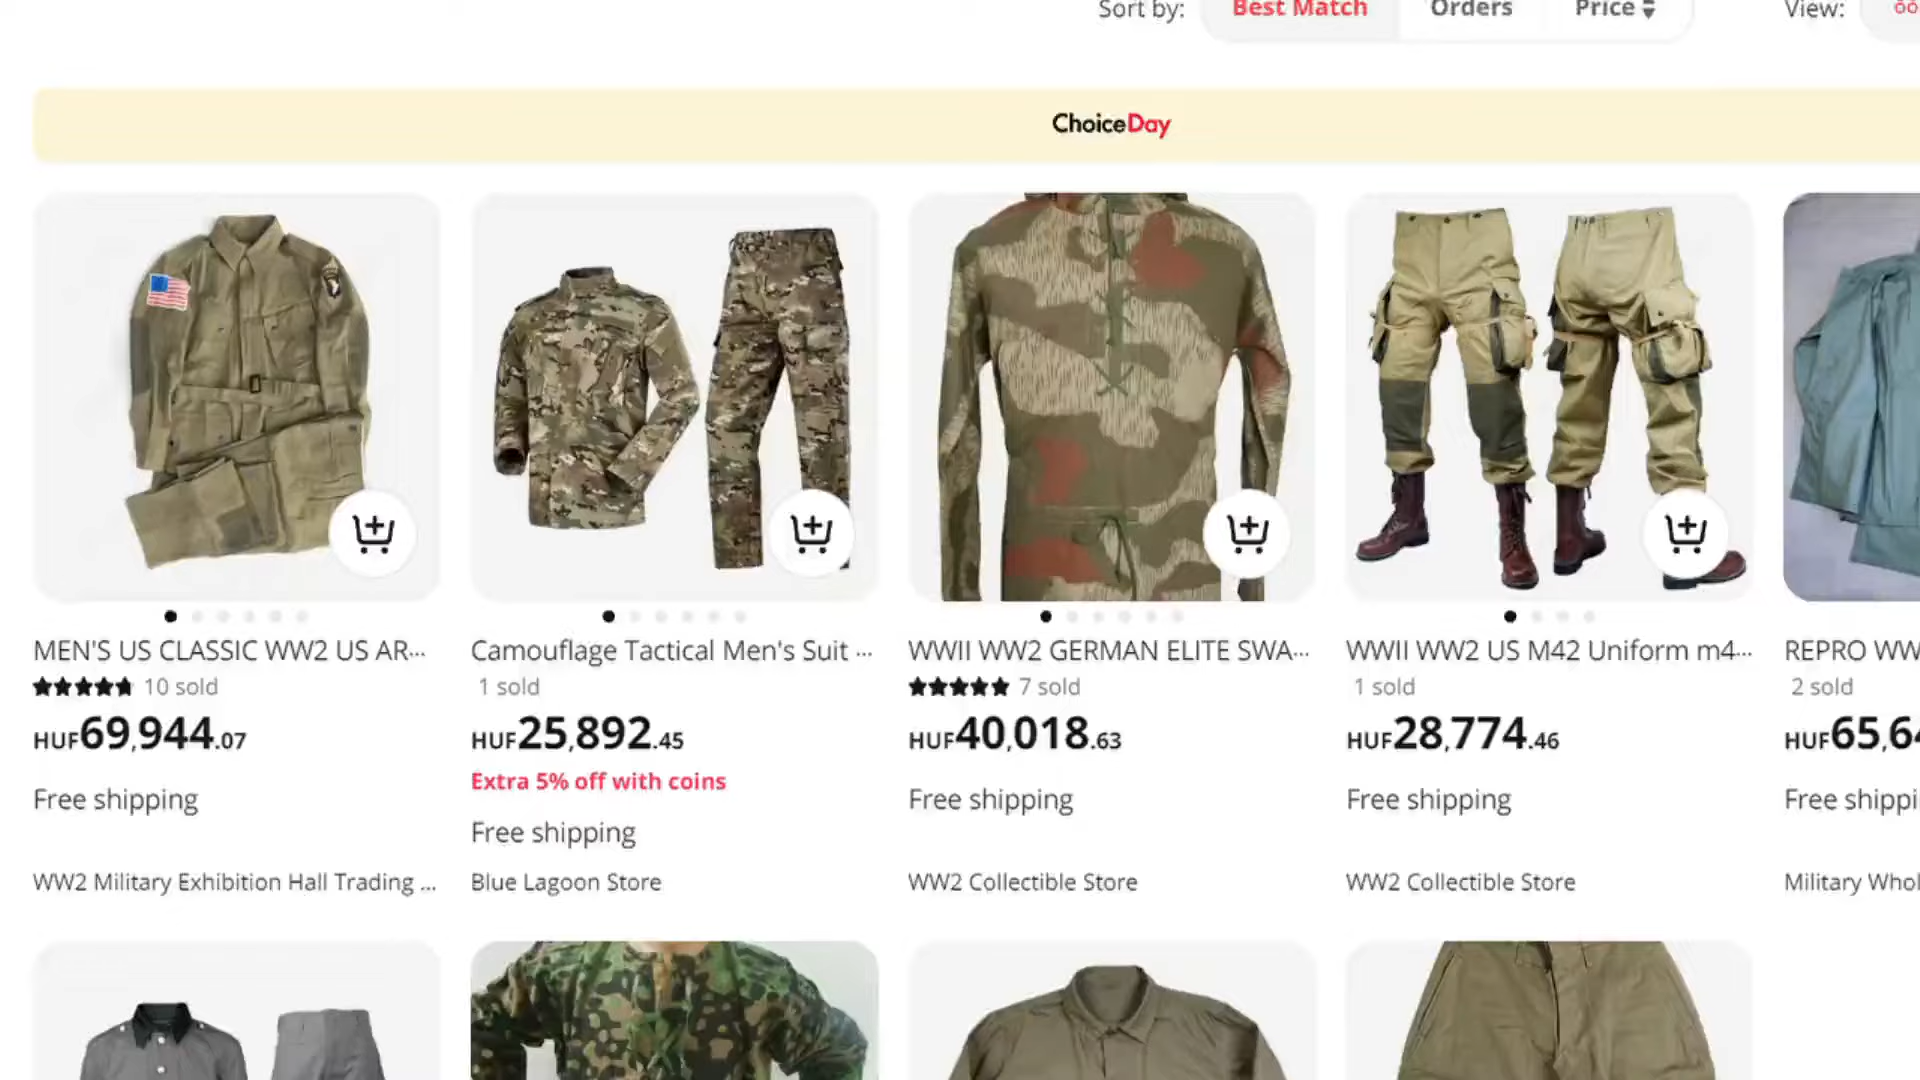 Sort by: Best Match Orders Price View:
ChoiceDay
MEN'S US CLASSIC WW2 US AR...
10 sold
HUF69,944.07
Free shipping
WW2 Military Exhibition Hall Trading ...
Camouflage Tactical Men's Suit ...
1 sold
HUF25,892.45
Extra 5% off with coins
Free shipping
Blue Lagoon Store
WWII WW2 GERMAN ELITE SWA...
7 sold
HUF40,018.63
Free shipping
WW2 Collectible Store
WWII WW2 US M42 Uniform m4...
1 sold
HUF28,774.46
Free shipping
WW2 Collectible Store
REPRO WW
2 sold
HUF65,64
Free shippi
Military Whol